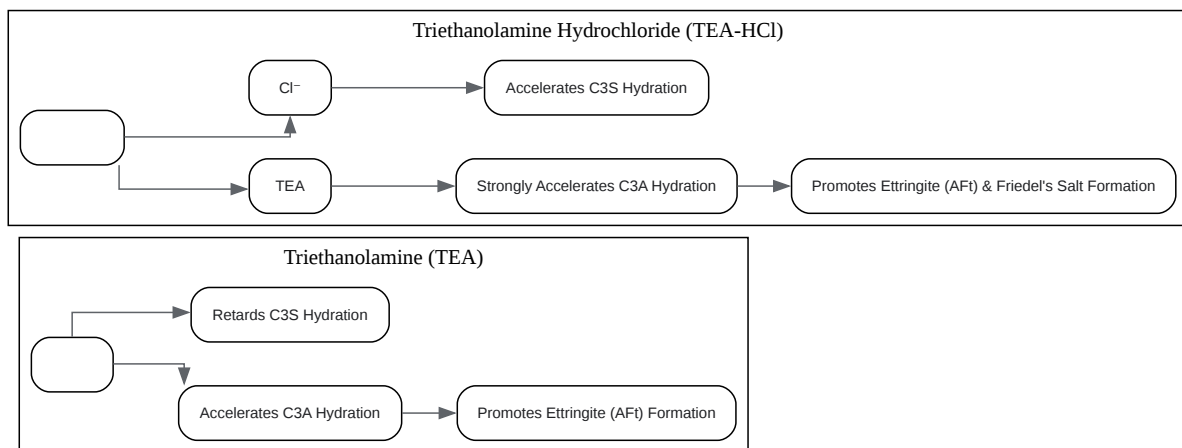 Triethanolamine Hydrochloride (TEA-HCl)
Cl⁻
Accelerates C3S Hydration
TEA
Strongly Accelerates C3A Hydration
Promotes Ettringite (AFt) & Friedel's Salt Formation
Triethanolamine (TEA)
Retards C3S Hydration
Accelerates C3A Hydration
Promotes Ettringite (AFt) Formation